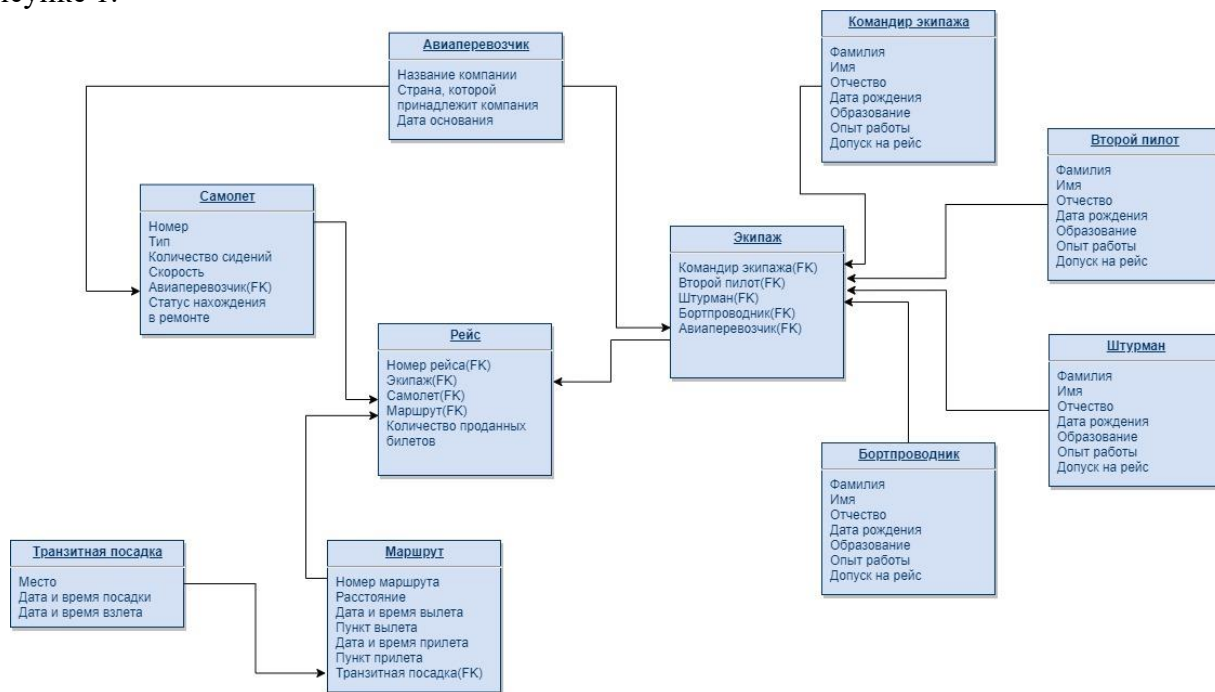 исунке 1.
Авиаперевозчик
Название компании
Страна, которой
принадлежит компания
Дата основания
Командир экипажа
Фамилия
Имя
Отчество
Дата рождения
Образование
Опыт работы
Допуск на рейс
Второй пилот
Фамилия
Имя
Отчество
Дата рождения
Образование
Опыт работы
Допуск на рейс
Самолет
Номер
Тип
Количество сидений
Скорость
Авиаперевозчик(FK)
Статус нахождения
в ремонте
Экипаж
Командир экипажа(FK)
Второй пилот(FK)
Штурман(FK)
Бортпроводник(FK)
Авиаперевозчик(FK)
Рейс
Номер рейса(FK)
Экипаж(FK)
Самолет(FK)
Маршрут(FK)
Количество проданных
билетов
Штурман
Фамилия
Имя
Отчество
Дата рождения
Образование
Опыт работы
Допуск на рейс
Бортпроводник
Фамилия
Имя
Отчество
Дата рождения
Образование
Опыт работы
Допуск на рейс
Транзитная посадка
Место
Дата и время посадки
Дата и время взлета
Маршрут
Номер маршрута
Расстояние
Дата и время вылета
Пункт вылета
Дата и время прилета
Пункт прилета
Транзитная посадка(FK)